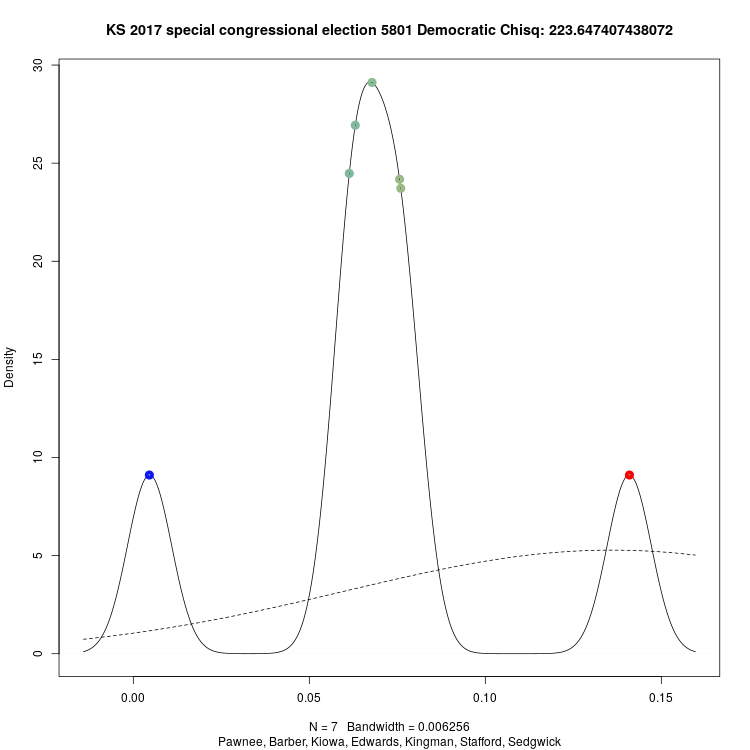 KS 2017 special congressional election 5801 Democratic Chisq: 223.647407438072
30
25
20
15
10
5
0
Density
0.00 0.05 0.10 0.15
N = 7 Bandwidth = 0.006256
Pawnee, Barber, Kiowa, Edwards, Kingman, Stafford, Sedgwick